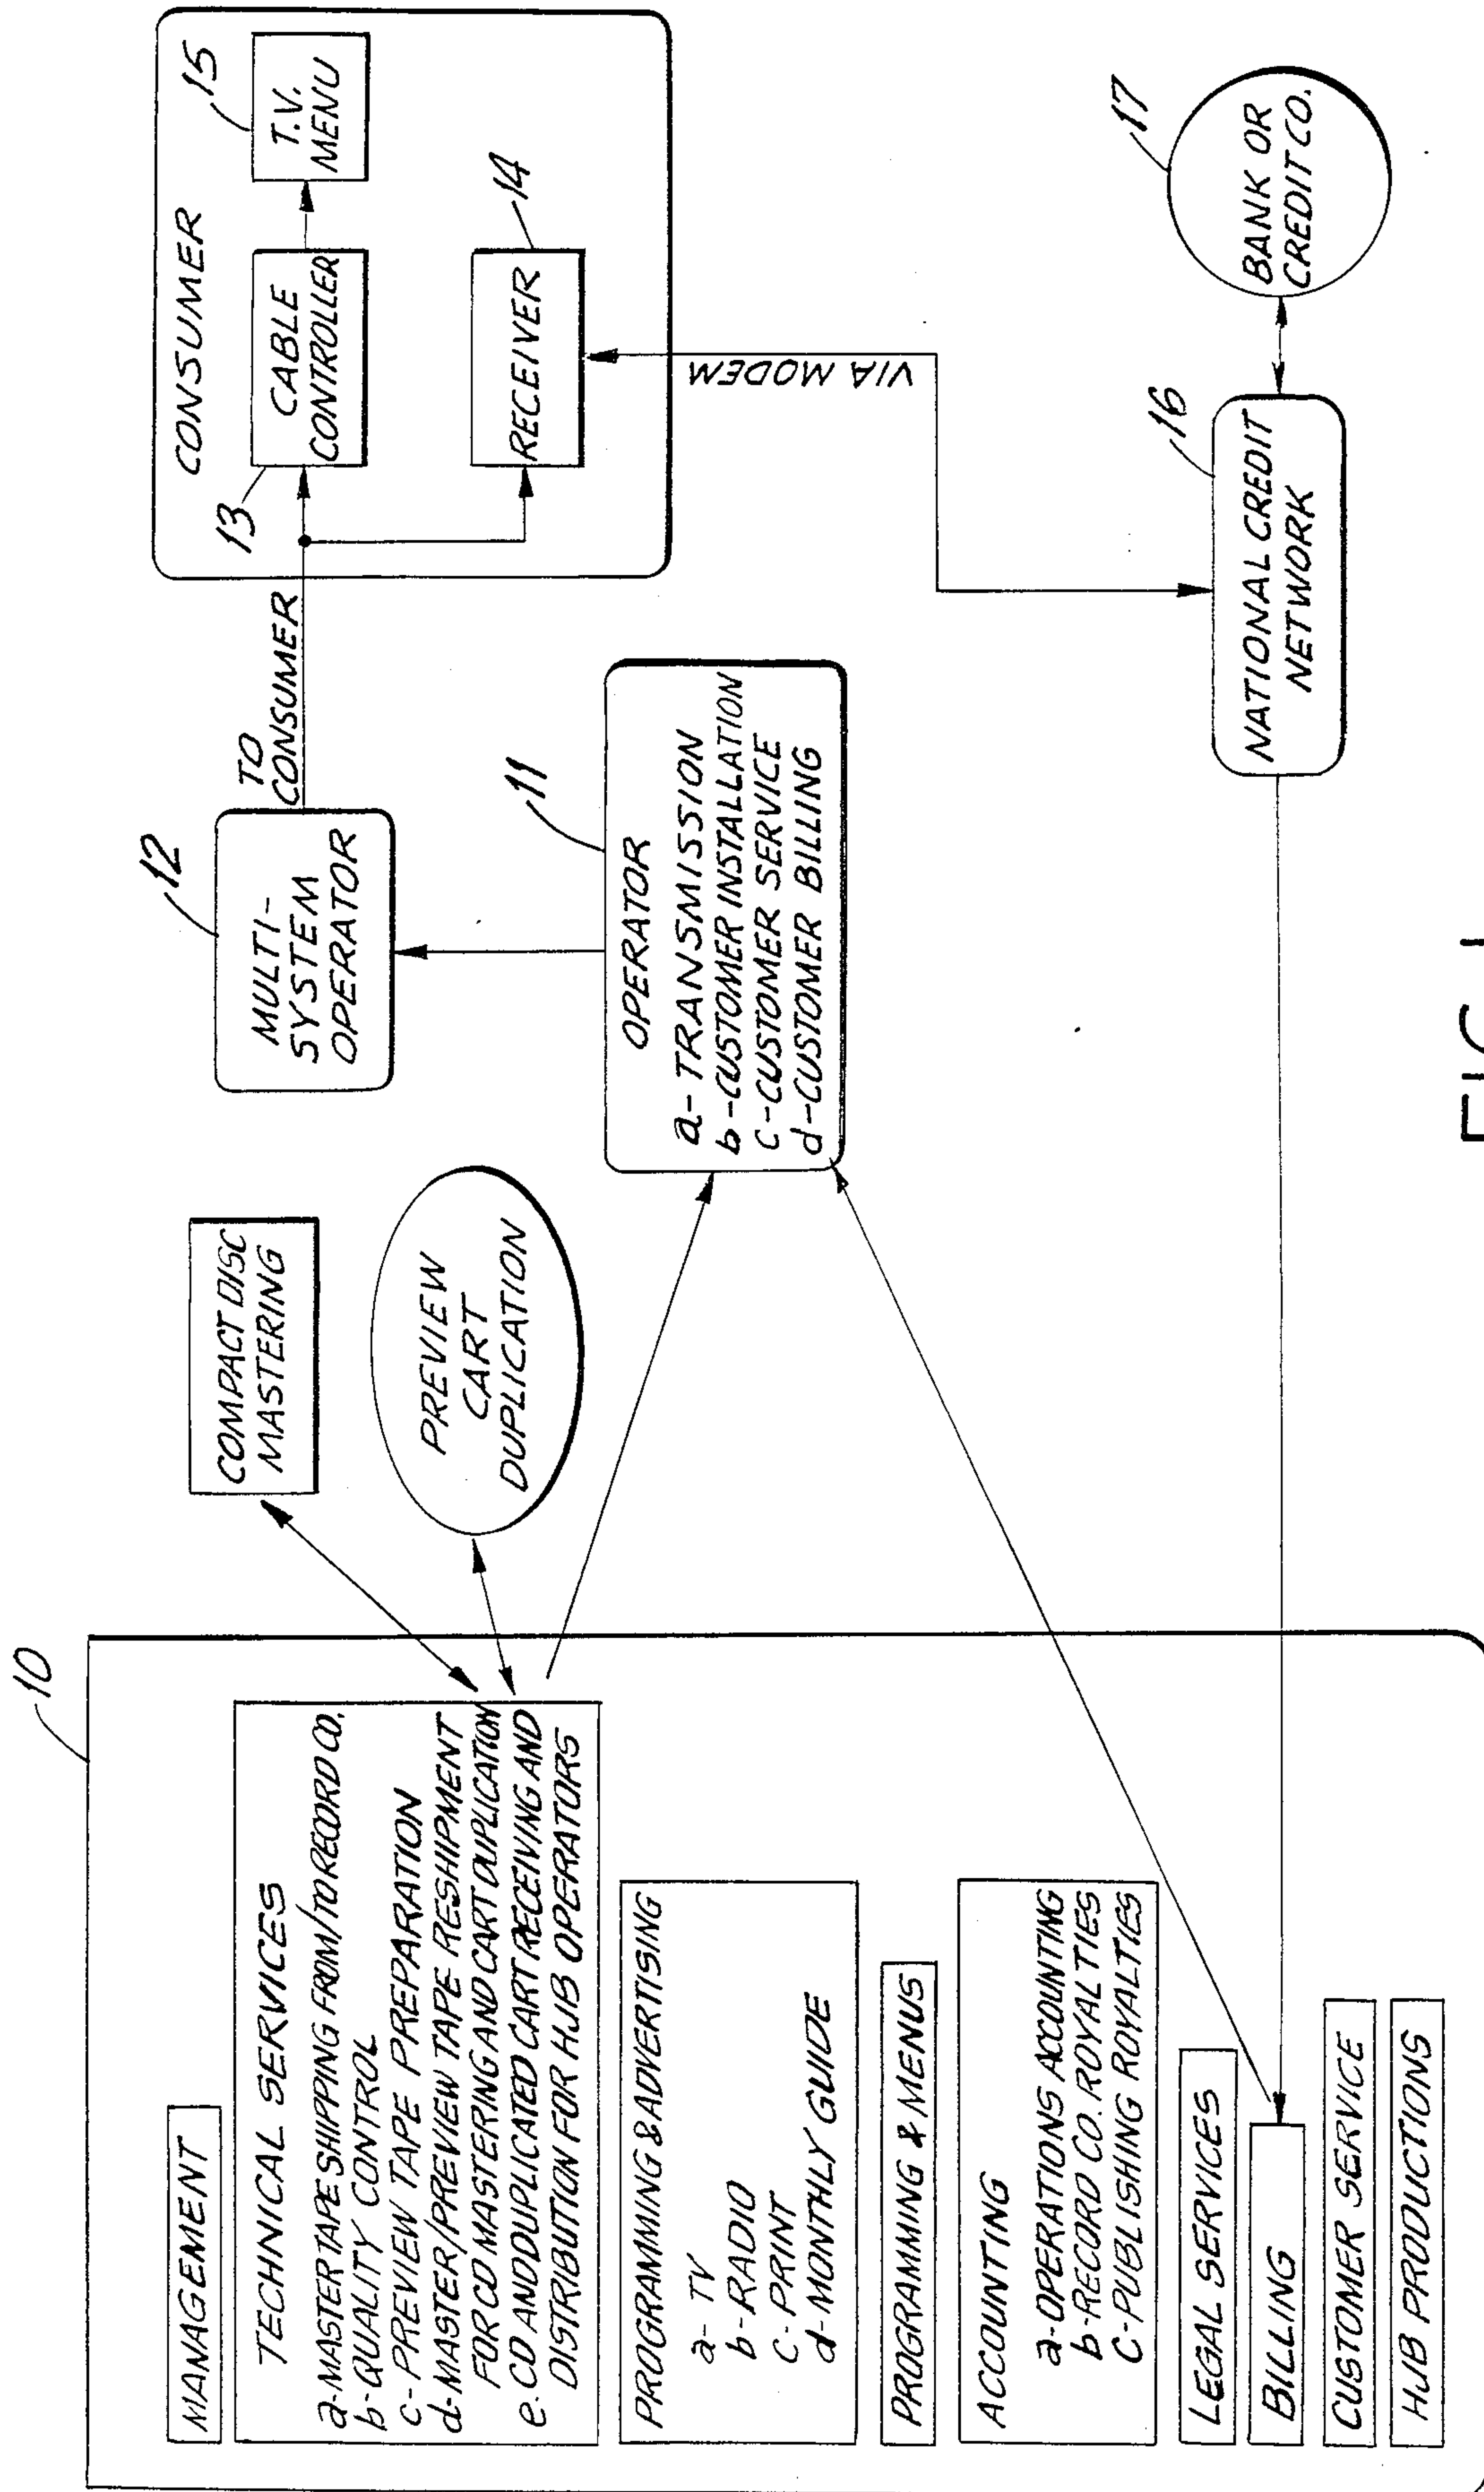 10
MANAGEMENT
TECHNICAL SERVICES
a-MASTER TAPE SHIPPING FROM/TO RECORD CO.
b-QUALITY CONTROL
c-PREVIEW TAPE PREPARATION
d-MASTER/PREVIEW TAPE RESHIPMENT
FOR CD MASTERING AND CART DUPLICATION
e. CD AND DUPLICATED CART RECEIVING AND
DISTRIBUTION FOR HJB OPERATORS
PROGRAMMING & ADVERTISING
a- TV
b- RADIO
c- PRINT
d- MONTHLY GUIDE
PROGRAMMING & MENUS
ACCOUNTING
a-OPERATIONS ACCOUNTING
b-RECORD CO. ROYALTIES
C-PUBLISHING ROYALTIES
LEGAL SERVICES
BILLING
CUSTOMER SERVICE
HJB PRODUCTIONS
COMPACT DISC
MASTERING
PREVIEW
CART
DUPLICATION
12
MULTI-
SYSTEM
OPERATOR
TO
CONSUMER
11
OPERATOR
a- TRANSMISSION
b-CUSTOMER INSTALLATION
c-CUSTOMER SERVICE
d-CUSTOMER BILLING
CONSUMER
13
CABLE
CONTROLLER
15
T.V.
MENU
14
RECEIVER
VIA MODEM
16
NATIONAL CREDIT
NETWORK
17
BANK OR
CREDIT CO.
FIG. 1